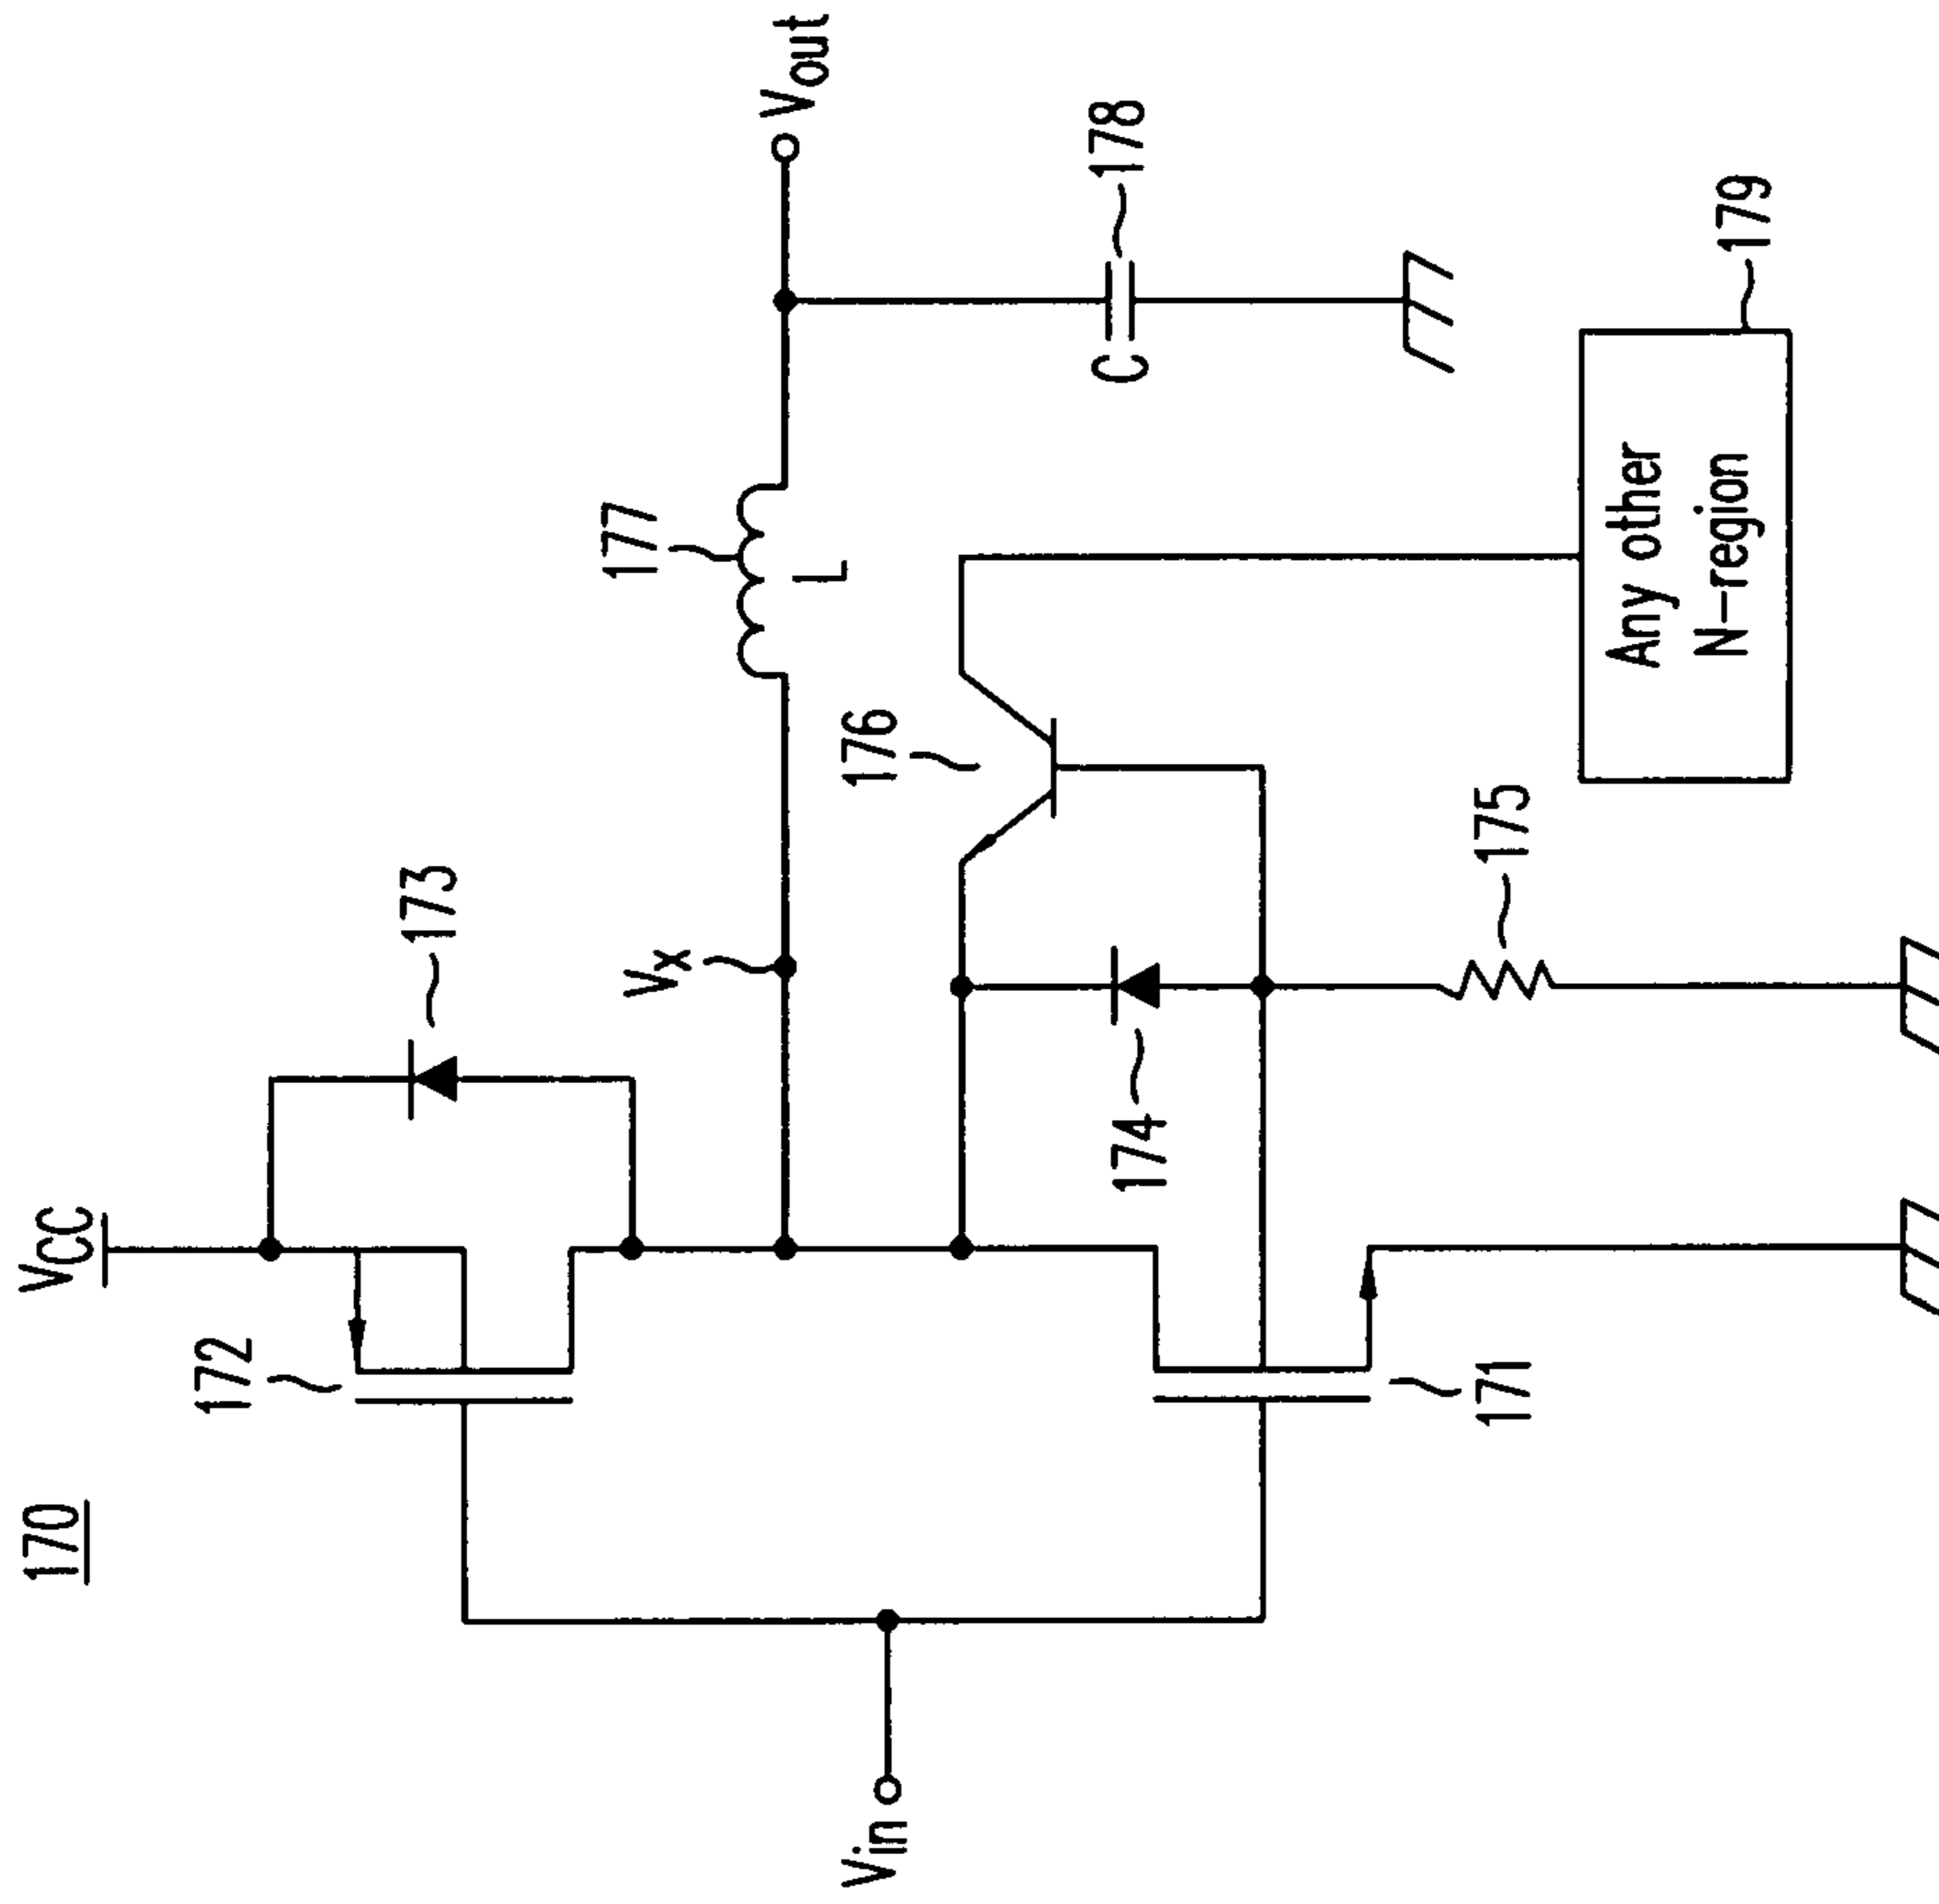 170
VCC
172
173
Vx
177
L
Vout
176
C
178
174
Vin
171
175
Any other
N-region
179